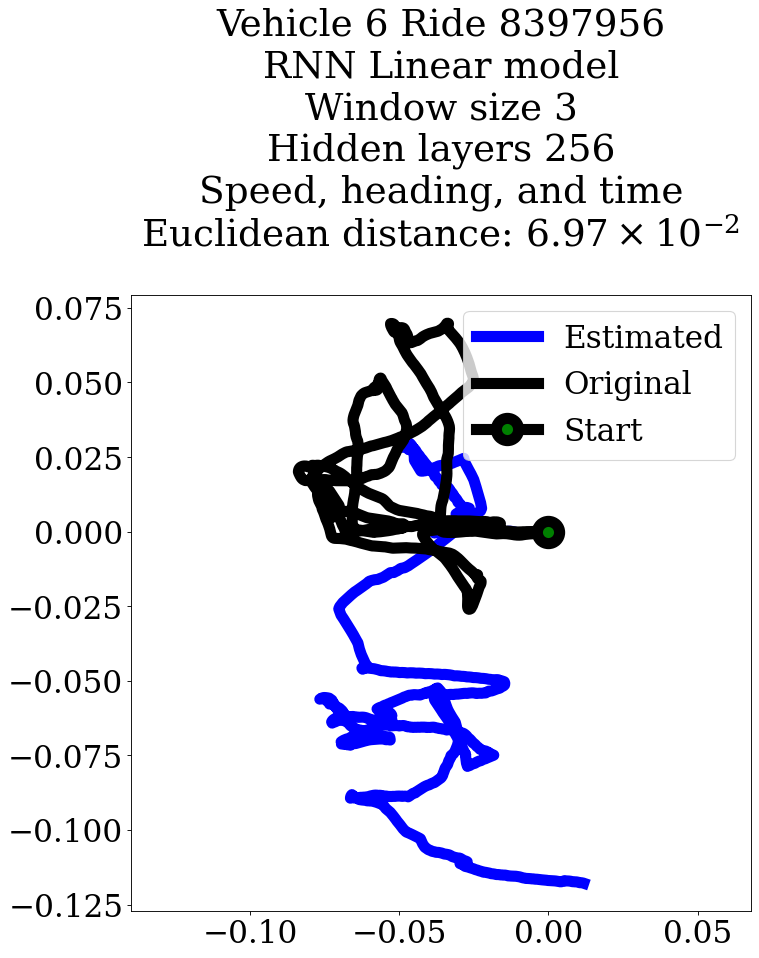 Vehicle 6 Ride 8397956
RNN Linear model
Window size 3
Hidden layers 256
Speed, heading, and time
Euclidean distance: 6.97 × 10⁻²
Estimated
Original
Start
0.075
0.050
0.025
0.000
−0.025
−0.050
−0.075
−0.100
−0.125
−0.10 −0.05 0.00 0.05